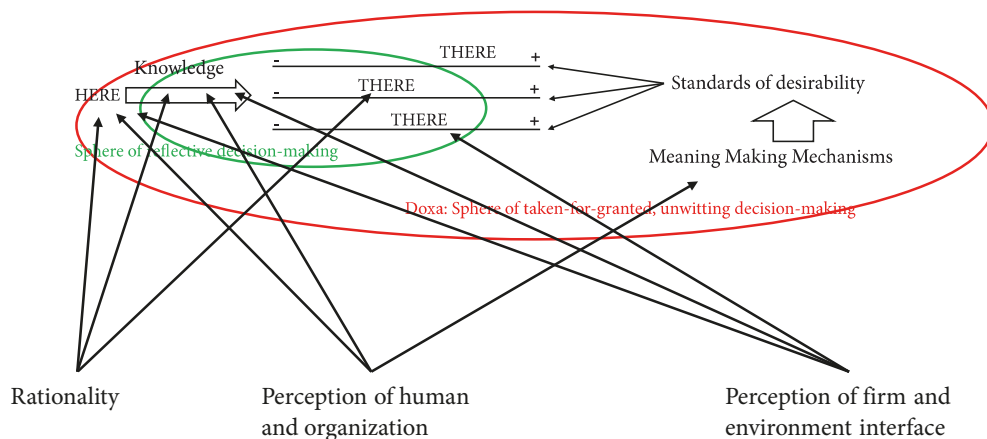 THERE
- +
Knowledge
HERE
- THERE +
Standards of desirability
- THERE +
Sphere of reflective decision-making
Meaning Making Mechanisms
Doxa: Sphere of taken-for-granted, unwitting decision-making
Rationality
Perception of human
and organization
Perception of firm and
environment interface